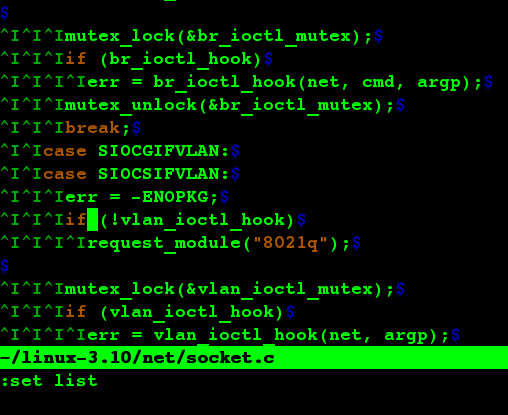 $
^I^I^Imutex_lock(&br_ioctl_mutex);$
^I^I^Iif (br_ioctl_hook)$
^I^I^I^Ierr = br_ioctl_hook(net, cmd, argp);$
^I^I^Imutex_unlock(&br_ioctl_mutex);$
^I^I^Ibreak;$
^I^Icase SIOCGIFVLAN:$
^I^Icase SIOCSIFVLAN:$
^I^I^Ierr = -ENOPKG;$
^I^I^Iif (!vlan_ioctl_hook)$
^I^I^I^Irequest_module("8021q");$
$
^I^I^Imutex_lock(&vlan_ioctl_mutex);$
^I^I^Iif (vlan_ioctl_hook)$
^I^I^I^Ierr = vlan_ioctl_hook(net, argp);$
~/linux-3.10/net/socket.c
:set list